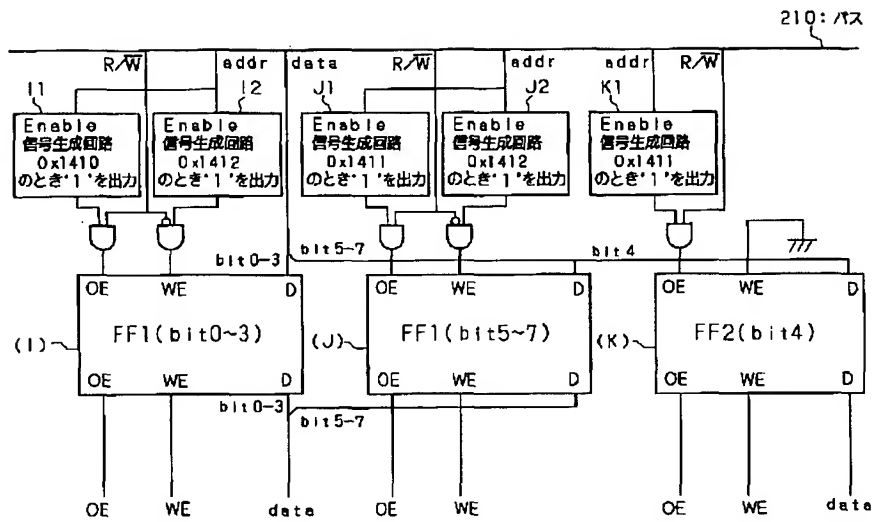 210:バス
R/W addr data R/W addr addr R/W
I1 I2 J1 J2 K1
Enable
信号生成回路
0x1410
のとき'1'を出力
Enable
信号生成回路
0x1412
のとき'1'を出力
Enable
信号生成回路
0x1411
のとき'1'を出力
Enable
信号生成回路
0x1412
のとき'1'を出力
Enable
信号生成回路
0x1411
のとき'1'を出力
bit0-3 bit5-7 bit4
OE WE D
FF1(bit0~3)
(I)
OE WE D
OE WE D
FF1(bit5~7)
(J)
OE WE D
OE WE D
FF2(bit4)
(K)
OE WE D
bit0-3
bit5-7
OE WE data OE WE OE WE data